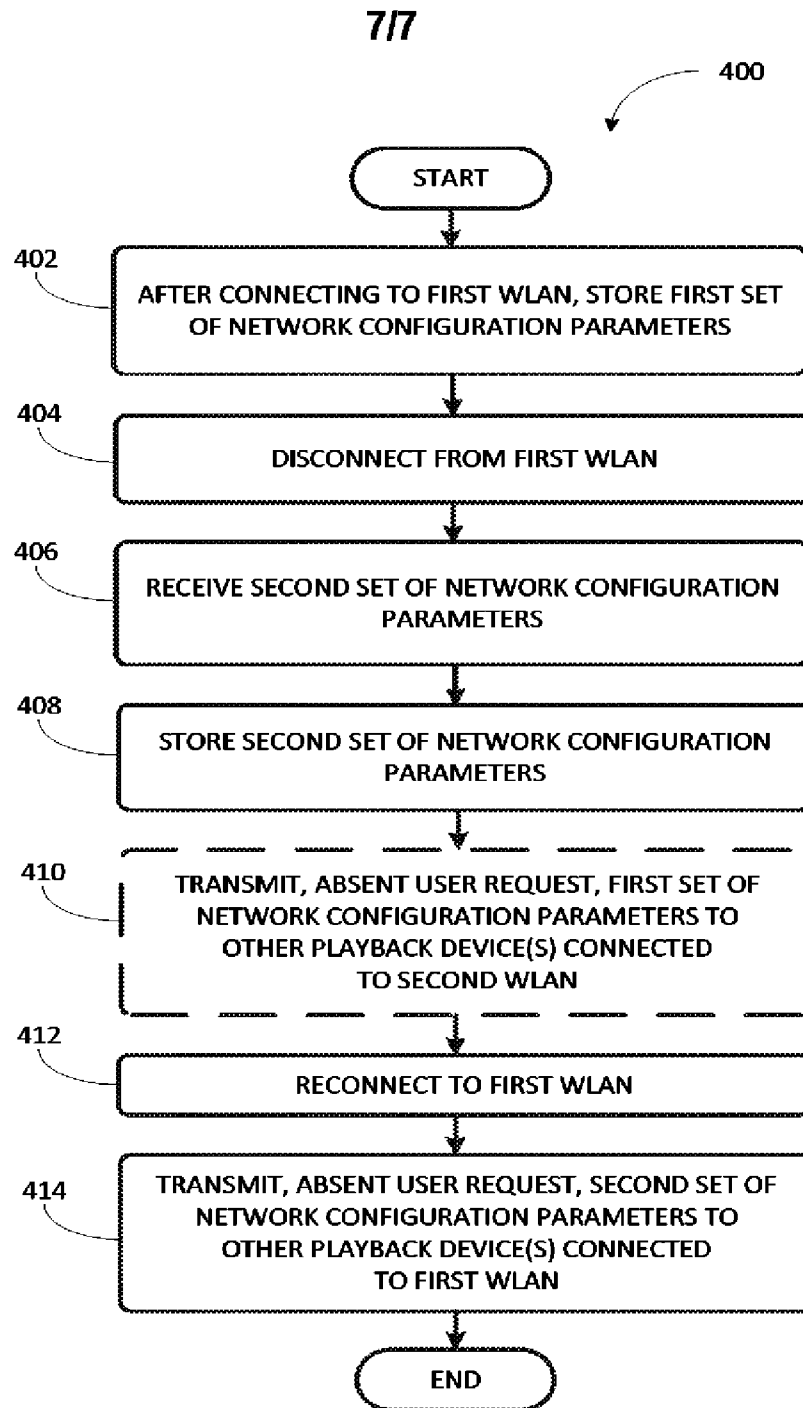 7/7
400
START
402
AFTER CONNECTING TO FIRST WLAN, STORE FIRST SET
OF NETWORK CONFIGURATION PARAMETERS
404
DISCONNECT FROM FIRST WLAN
406
RECEIVE SECOND SET OF NETWORK CONFIGURATION
PARAMETERS
408
STORE SECOND SET OF NETWORK CONFIGURATION
PARAMETERS
410
TRANSMIT, ABSENT USER REQUEST, FIRST SET OF
NETWORK CONFIGURATION PARAMETERS TO
OTHER PLAYBACK DEVICE(S) CONNECTED
TO SECOND WLAN
412
RECONNECT TO FIRST WLAN
414
TRANSMIT, ABSENT USER REQUEST, SECOND SET OF
NETWORK CONFIGURATION PARAMETERS TO
OTHER PLAYBACK DEVICE(S) CONNECTED
TO FIRST WLAN
END